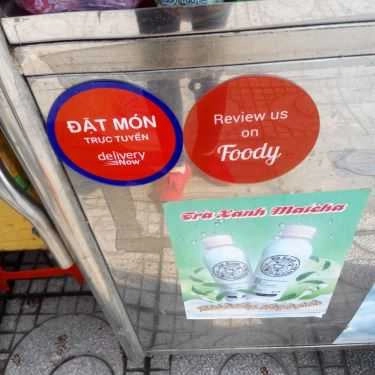 ĐẶT MÓN
TRỰC TUYẾN
delivery
Now
Review us
on
Foody
Trà Xanh Matcha